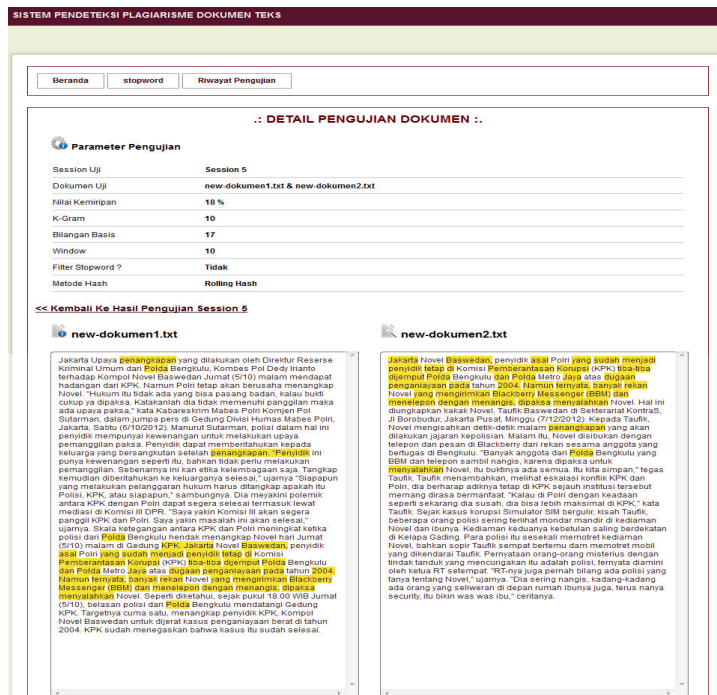 SISTEM PENDETEKSI PLAGIARISME DOKUMEN TEKS
Beranda
stopword
Riwayat Pengujian
.: DETAIL PENGUJIAN DOKUMEN :.
Parameter Pengujian
Session Uji Session 5
Dokumen Uji new-dokumen1.txt & new-dokumen2.txt
Nilai Kemiripan 18 %
K-Gram 10
Bilangan Basis 17
Window 10
Filter Stopword ? Tidak
Metode Hash Rolling Hash
<< Kembali Ke Hasil Pengujian Session 5
new-dokumen1.txt
Jakarta Upaya penangkapan yang dilakukan oleh Direktur Reserse
Kriminal Umum dari Polda Bengkulu, Kombes Pol Dedy Irianto
terhadap Kompol Novel Baswedan Jumat (5/10) malam mendapat
hadangan dari KPK. Namun Polri tetap akan berusaha menangkap
Novel. "Hukum itu tidak ada yang bisa pasang badan, kalau bukti
cukup ya dipaksa. Katakanlah dia tidak memenuhi panggilan maka
ada upaya paksa," kata Kabareskrim Mabes Polri Komjen Pol
Sutarman, dalam jumpa pers di Gedung Divisi Humas Mabes Polri,
Jakarta, Sabtu (6/10/2012). Manurut Sutarman, polisi dalam hal ini
penyidik mempunyai kewenangan untuk melakukan upaya
pemanggilan paksa. Penyidik dapat memberitahukan kepada
keluarga yang bersangkutan setelah penangkapan. "Penyidik ini
punya kewenangan seperti itu, bahkan tidak perlu melakukan
pemanggilan. Sebenarnya ini kan etika kelembagaan saja. Tangkap
kemudian diberitahukan ke keluarganya selesai," ujarnya "Siapapun
yang melakukan pelanggaran hukum harus ditangkap apakah itu
Polisi, KPK, atau siapapun," sambungnya. Dia meyakini polemik
antara KPK dengan Polri dapat segera selesai termasuk lewat
mediasi di Komisi III DPR. "Saya yakin Komisi III akan segera
panggil KPK dan Polri. Saya yakin masalah ini akan selesai,"
ujarnya. Skala ketegangan antara KPK dan Polri meningkat ketika
polisi dari Polda Bengkulu hendak menangkap Novel hari Jumat
(5/10) malam di Gedung KPK. Jakarta Novel Baswedan, penyidik
asal Polri yang sudah menjadi penyidik tetap di Komisi
Pemberantasan Korupsi (KPK) tiba-tiba dijemput Polda Bengkulu
dan Polda Metro Jaya atas dugaan penganiayaan pada tahun 2004.
Namun ternyata, banyak rekan Novel yang mengirimkan Blackberry
Messenger (BBM) dan menelepon dengan menangis, dipaksa
menyalahkan Novel. Seperti diketahui, sejak pukul 18.00 WIB Jumat
(5/10), belasan polisi dari Polda Bengkulu mendatangi Gedung
KPK. Targetnya cuma satu, menangkap penyidik KPK, Kompol
Novel Baswedan untuk dijerat kasus penganiayaan berat di tahun
2004. KPK sudah menegaskan bahwa kasus itu sudah selesai.
new-dokumen2.txt
Jakarta Novel Baswedan, penyidik asal Polri yang sudah menjadi
penyidik tetap di Komisi Pemberantasan Korupsi (KPK) tiba-tiba
dijemput Polda Bengkulu dan Polda Metro Jaya atas dugaan
penganiayaan pada tahun 2004. Namun ternyata, banyak rekan
Novel yang mengirimkan Blackberry Messenger (BBM) dan
menelepon dengan menangis, dipaksa menyalahkan Novel. Hal ini
diungkapkan kakak Novel, Taufik Baswedan di Sekterariat KontraS,
Jl Borobudur, Jakarta Pusat, Minggu (7/12/2012). Kepada Taufik,
Novel mengisahkan detik-detik malam penangkapan yang akan
dilakukan jajaran kepolisian. Malam itu, Novel disibukan dengan
telepon dan pesan di Blackberry dari rekan sesama anggota yang
bertugas di Bengkulu. "Banyak anggota dari Polda Bengkulu yang
BBM dan telepon sambil nangis, karena dipaksa untuk
menyalahkan Novel, itu buktinya ada semua. Itu kita simpan," tegas
Taufik. Taufik menambahkan, melihat eskalasi konflik KPK dan
Polri, dia berharap adiknya tetap di KPK sejauh institusi tersebut
memang dirasa bermanfaat. "Kalau di Polri dengan keadaan
seperti sekarang dia susah, dia bisa lebih maksimal di KPK," kata
Taufik. Sejak kasus korupsi Simulator SIM bergulir, kisah Taufik,
beberapa orang polisi sering terlihat mondar mandir di kediaman
Novel dan ibunya. Kediaman keduanya kebetulan saling berdekatan
di Kelapa Gading. Para polisi itu sesekali memotret kediaman
Novel, bahkan sopir Taufik sempat bertemu dam memotret mobil
yang dikendarai Taufik. Pernyataan orang-orang misterius dengan
tindak tanduk yang mencurigakan itu adalah polisi, ternyata diamini
oleh ketua RT setempat. "RT-nya juga pernah bilang ada polisi yang
tanya tentang Novel," ujarnya. "Dia sering nangis, kadang-kadang
ada orang yang seliweran di depan rumah ibunya juga, terus nanya
security, itu bikin was was ibu," ceritanya.